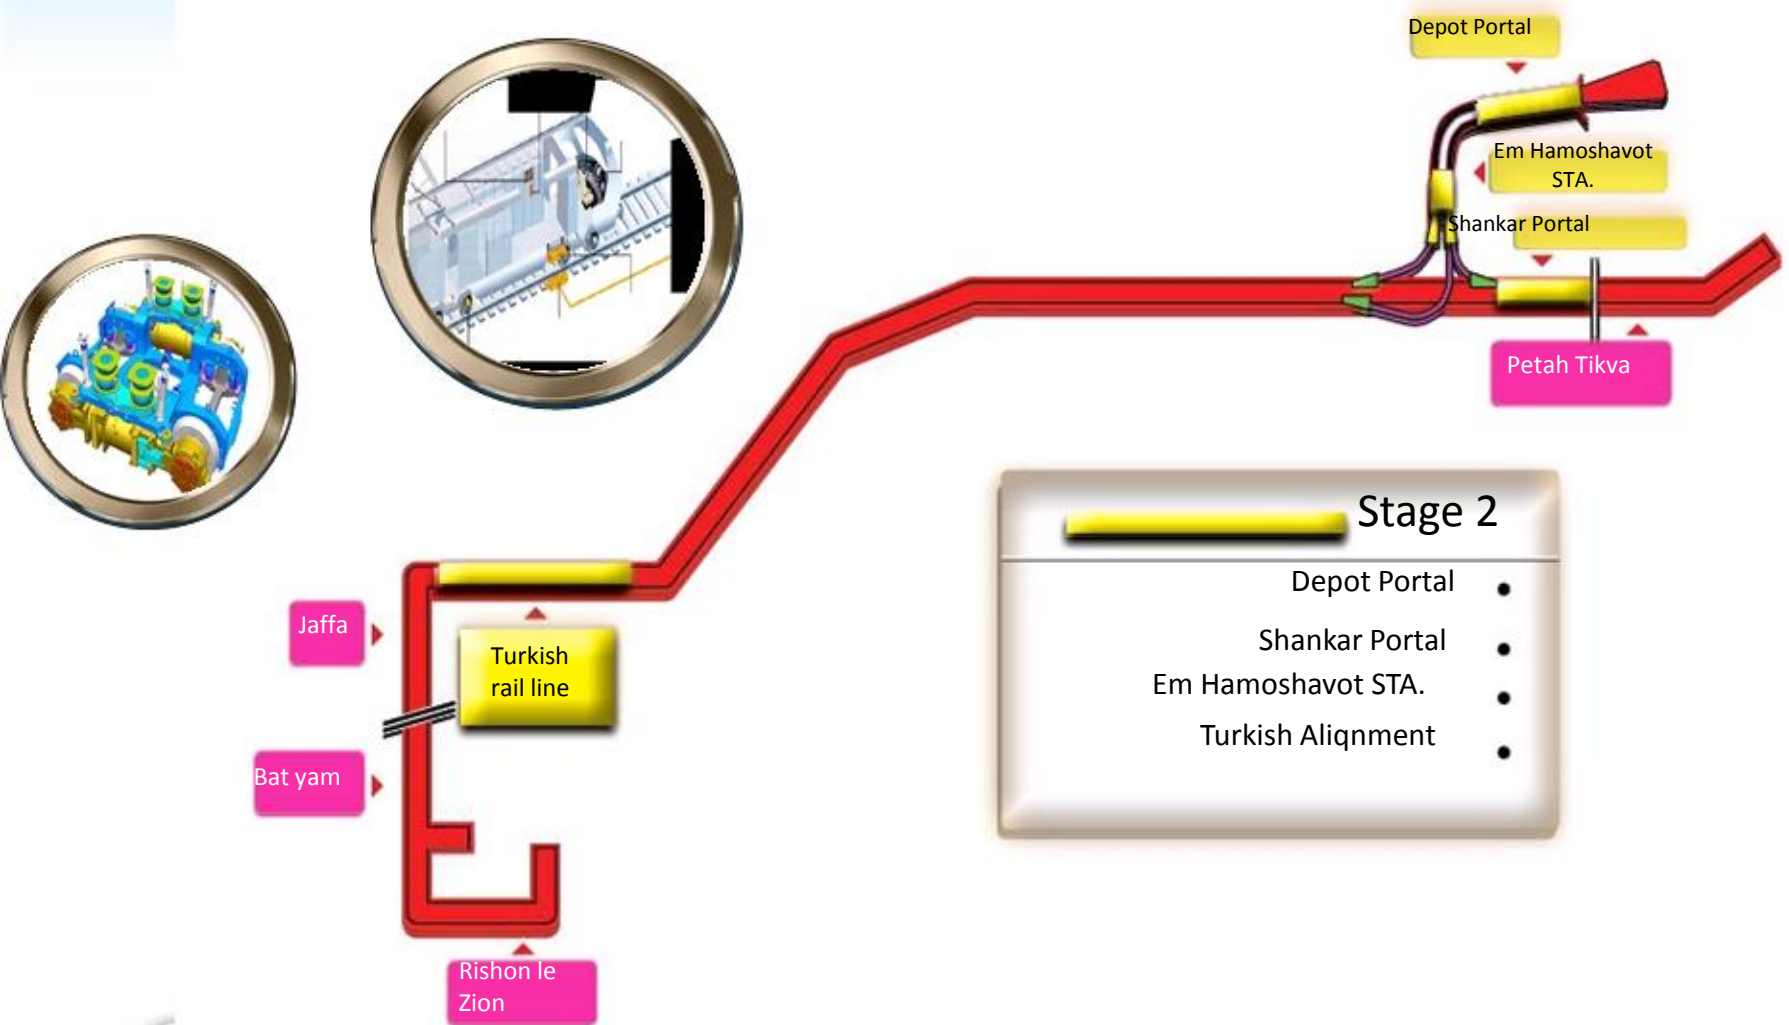 Depot Portal
Em Hamoshavot
STA.
Shankar Portal
Petah Tikva
Stage 2
Depot Portal
Shankar Portal
Em Hamoshavot STA.
Turkish Aliqnment
Jaffa
Turkish
rail line
Bat yam
Rishon le
Zion